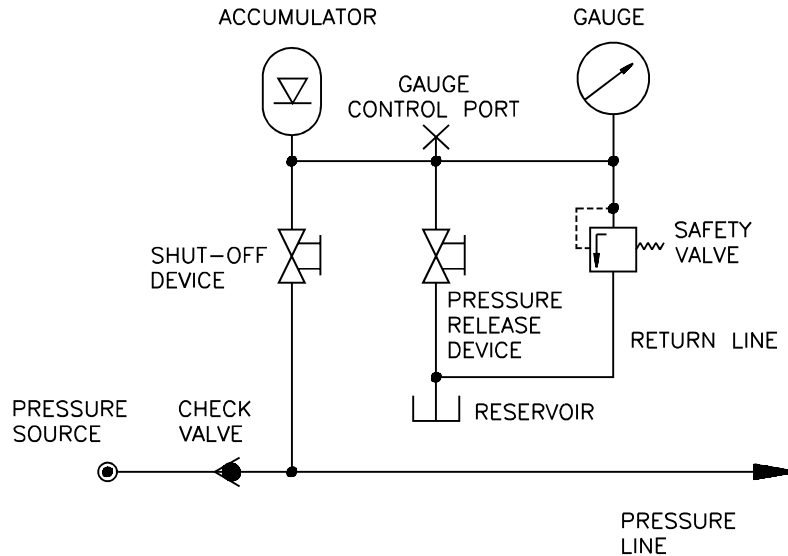 ACCUMULATOR
GAUGE
GAUGE
CONTROL PORT
SHUT-OFF
DEVICE
SAFETY
VALVE
PRESSURE
RELEASE
DEVICE
RETURN LINE
PRESSURE
SOURCE
CHECK
VALVE
RESERVOIR
PRESSURE
LINE